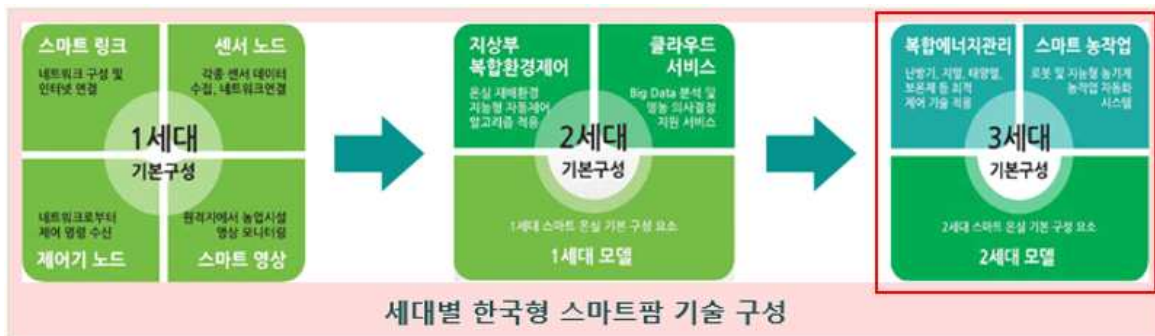 스마트 링크
네트워크 구성 및
인터넷 연결
센서 노드
각종 센서 데이터
수집, 네트워크연결
1세대
기본구성
네트워크로부터
제어 명령 수신
제어기 노드
원격지에서 농업시설
영상 모니터링
스마트 영상
지상부
복합환경제어
온실 재배환경
지능형 자동제어
알고리즘 적용
클라우드
서비스
Big Data 분석 및
영농 의사결정
지원 서비스
2세대
기본구성
1세대 스마트 온실 기본 구성 요소
1세대 모델
복합에너지관리
난방기, 지열, 태양열,
보온재 등 최적
제어 기술 적용
스마트 농작업
로봇 및 지능형 농기계
농작업 자동화
시스템
3세대
기본구성
2세대 스마트 온실 기본 구성 요소
2세대 모델
세대별 한국형 스마트팜 기술 구성